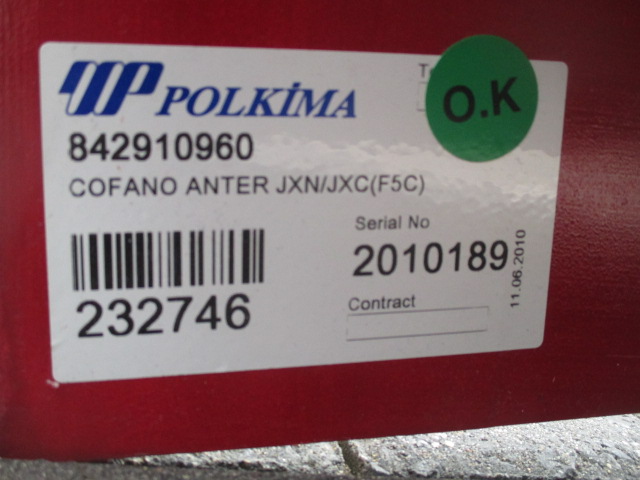 POLKİMA
O.K
842910960
COFANO ANTER JXN/JXC(F5C)
Serial No
2010189
11.06.2010
232746
Contract